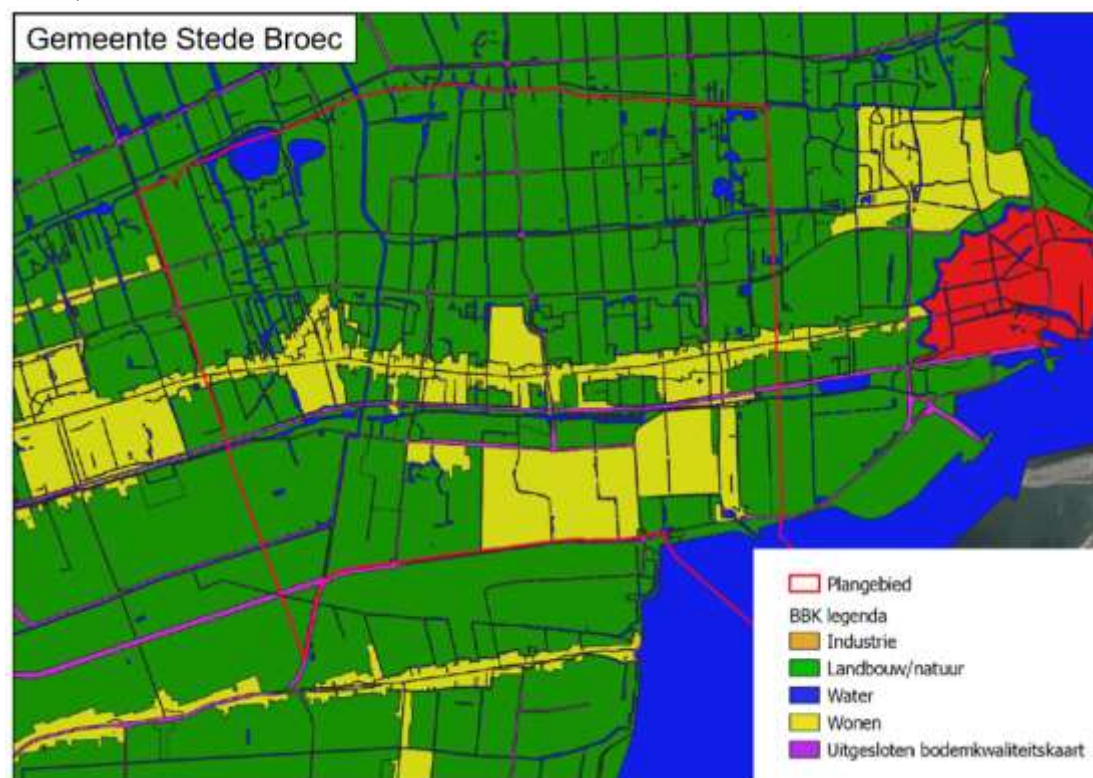 Gemeente Stede Broec
Plangebied
BBK legenda
Industrie
Landbouw/natuur
Water
Wonen
Uitgesloten bodemkwaliteitskaart